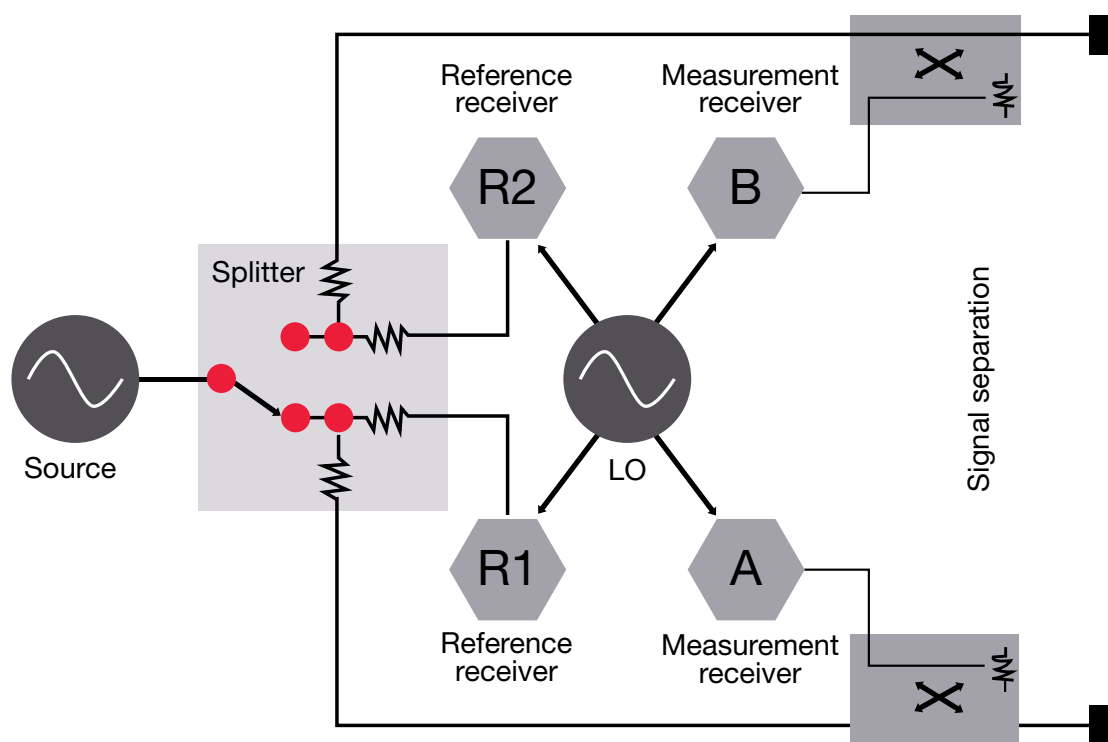 Reference
receiver
Measurement
receiver
R2
B
Splitter
Source
LO
Signal separation
R1
A
Reference
receiver
Measurement
receiver